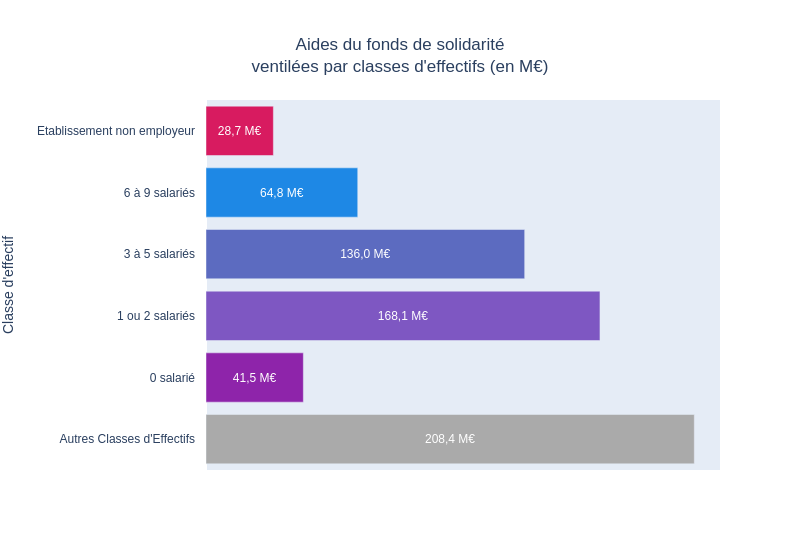 Aides du fonds de solidarité
ventilées par classes d'effectifs (en M€)
Classe d'effectif
Etablissement non employeur
28,7 M€
6 à 9 salariés
64,8 M€
3 à 5 salariés
136,0 M€
1 ou 2 salariés
168,1 M€
0 salarié
41,5 M€
Autres Classes d'Effectifs
208,4 M€